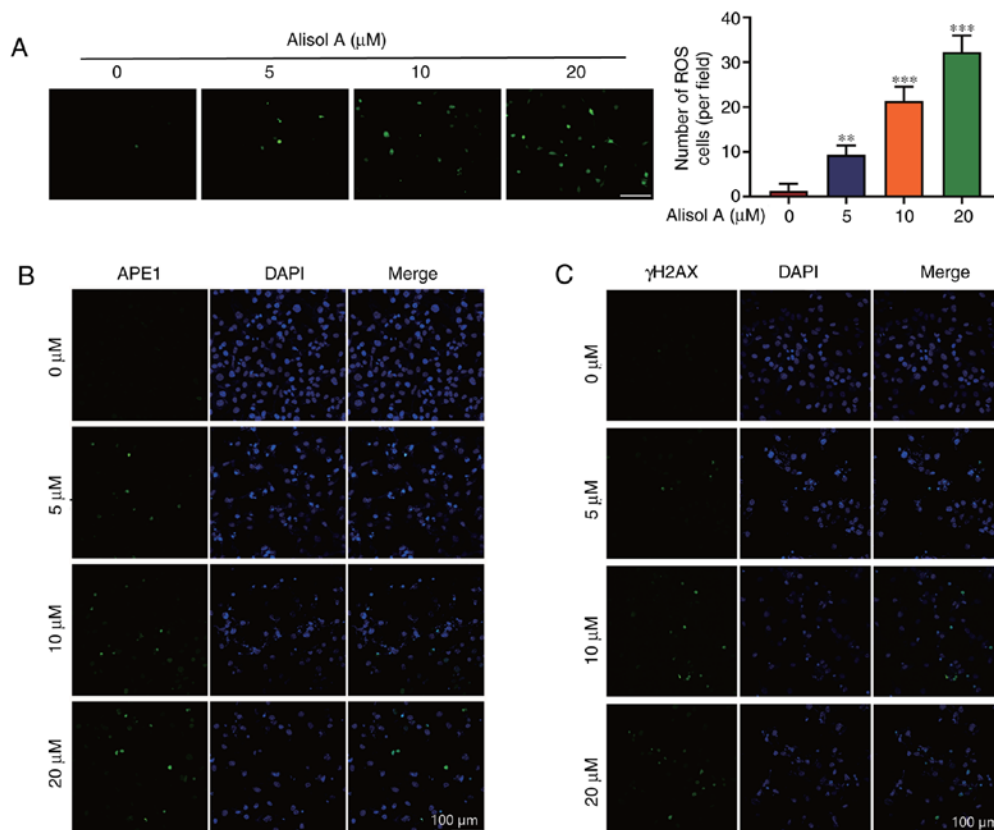 A
Alisol A (μM)
0 5 10 20
Number of ROS
cells (per field)
40
30
20
10
0
** *** ***
Alisol A (μM) 0 5 10 20
B
APE1 DAPI Merge
0 μM
5 μM
10 μM
20 μM
100 μm
C
γH2AX DAPI Merge
0 μM
5 μM
10 μM
20 μM
100 μm